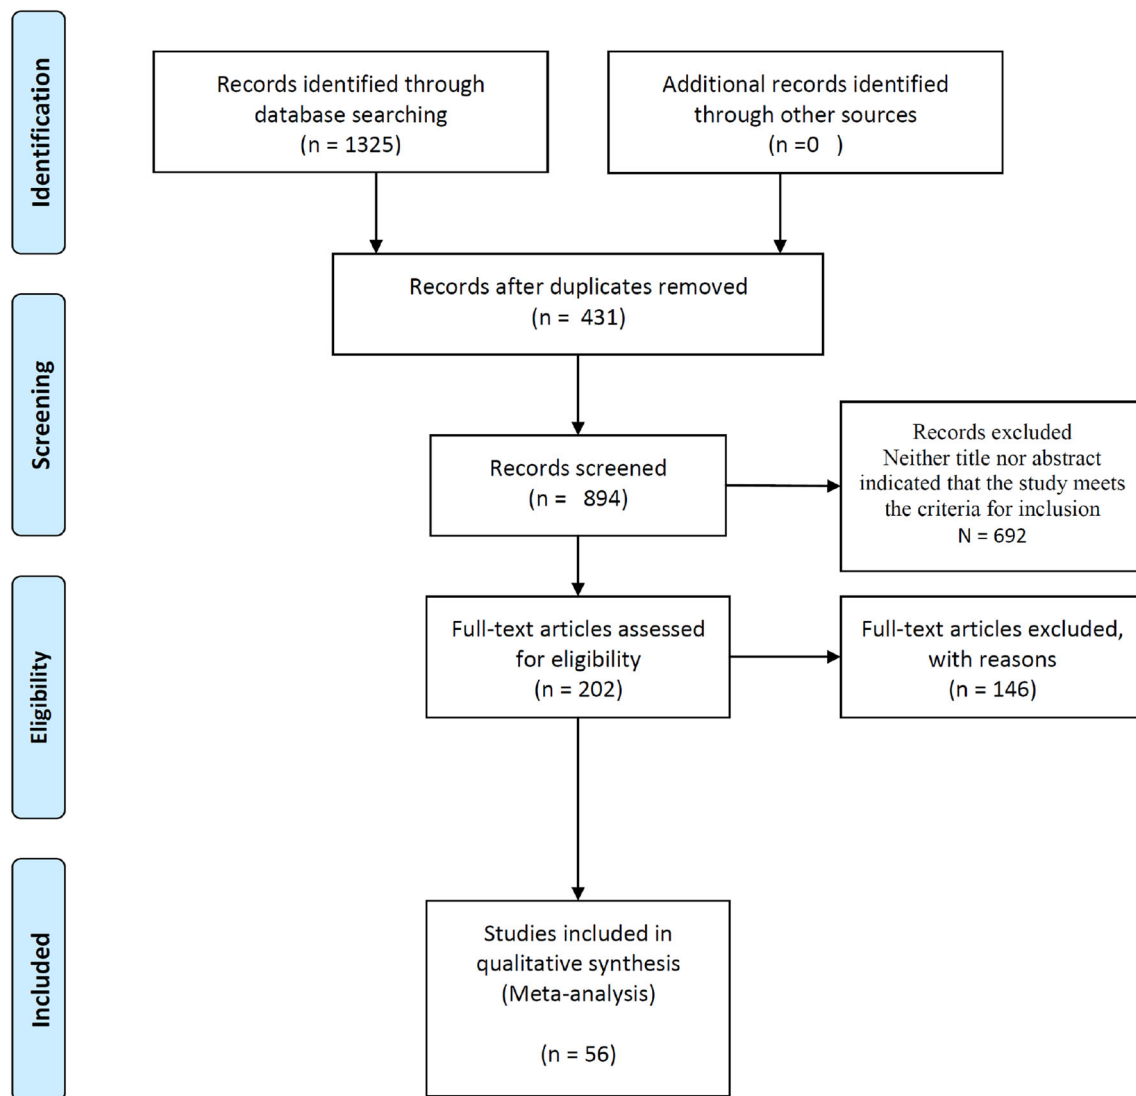 Identification
Records identified through
database searching
(n = 1325)
Additional records identified
through other sources
(n =0   )
Records after duplicates removed
(n =  431)
Screening
Records screened
(n =   894)
Records excluded
Neither title nor abstract
indicated that the study meets
the criteria for inclusion
N = 692
Eligibility
Full-text articles assessed
for eligibility
(n = 202)
Full-text articles excluded,
with reasons
(n = 146)
Included
Studies included in
qualitative synthesis
(Meta-analysis)
(n = 56)